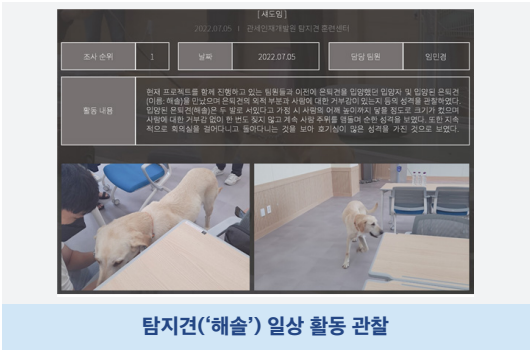 [ 섀도잉 ]
2022.07.05 | 관세인재개발원 탐지견 훈련센터
조사 순위 1 날짜 2022.07.05 담당 팀원 임민경
활동 내용
현재 프로젝트를 함께 진행하고 있는 팀원들과 이전에 은퇴견을 입양했던 입양자 및 입양된 은퇴견
(이름: 해솔)을 만났으며 은퇴견의 외적 부분과 사람에 대한 거부감이 있는지 등의 성격을 관찰하였다.
입양된 은퇴견(해솔)은 두 발로 서있다고 가정 시 사람의 어깨 높이까지 닿을 정도로 크기가 컸으며
사람에 대한 거부감 없이 한 번도 짖지 않고 계속 사람 주위를 맴돌며 순한 성격을 보였다. 또한 지속
적으로 회의실을 걸어다니고 돌아다니는 것을 보아 호기심이 많은 성격을 가진 것으로 보였다.
탐지견(‘해솔’) 일상 활동 관찰